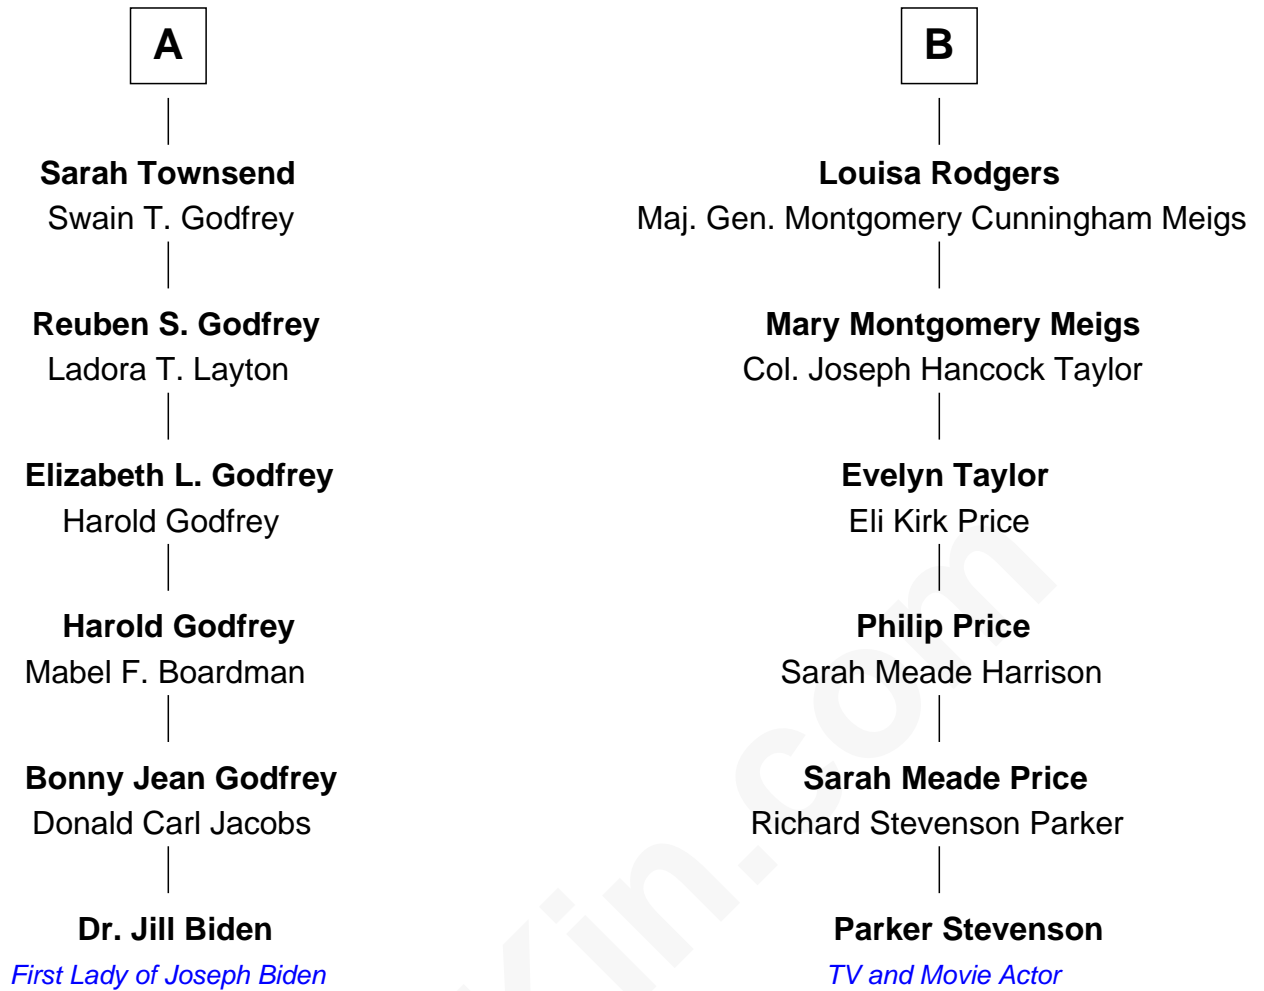 A
B
Sarah Townsend
Swain T. Godfrey
Louisa Rodgers
Maj. Gen. Montgomery Cunningham Meigs
Reuben S. Godfrey
Ladora T. Layton
Mary Montgomery Meigs
Col. Joseph Hancock Taylor
Elizabeth L. Godfrey
Harold Godfrey
Evelyn Taylor
Eli Kirk Price
Harold Godfrey
Mabel F. Boardman
Philip Price
Sarah Meade Harrison
Bonny Jean Godfrey
Donald Carl Jacobs
Sarah Meade Price
Richard Stevenson Parker
Dr. Jill Biden
First Lady of Joseph Biden
Parker Stevenson
TV and Movie Actor